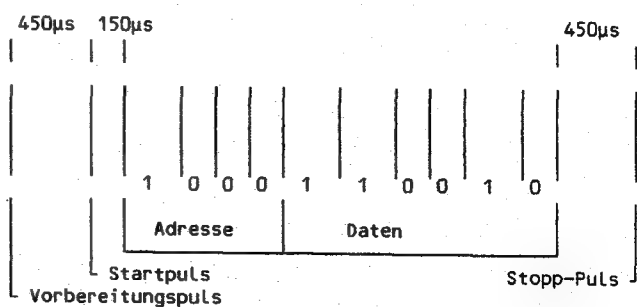 450µs 150µs 450µs
1 0 0 0 1 1 0 0 1 0
Adresse Daten
Startpuls Stopp-Puls
Vorbereitungspuls